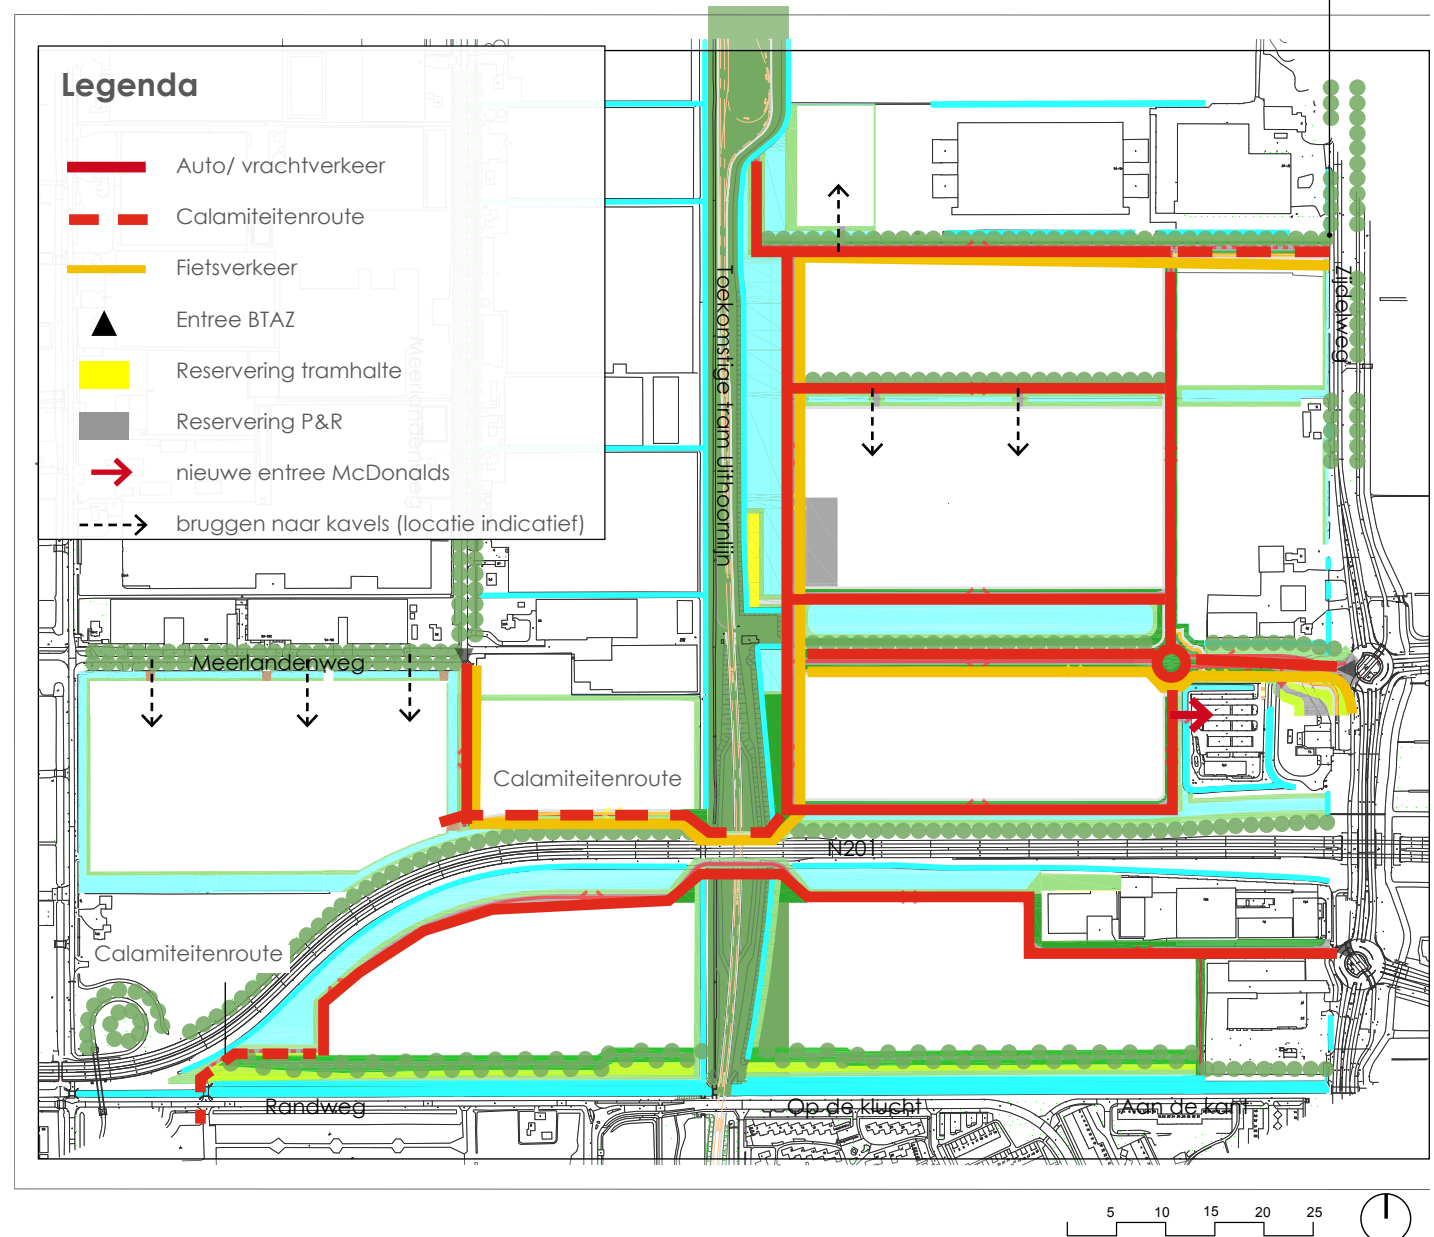 Legenda
Auto/ vrachtverkeer
Calamiteitenroute
Fietsverkeer
Entree BTAZ
Reservering tramhalte
Reservering P&R
nieuwe entree McDonalds
bruggen naar kavels (locatie indicatief)
Meerlandenweg
Toekomstige tram Uithoornlijn
Zijdelweg
Meerlandenweg
Calamiteitenroute
N201
Calamiteitenroute
Randweg
Op de klucht
Aan de kant
5 10 15 20 25